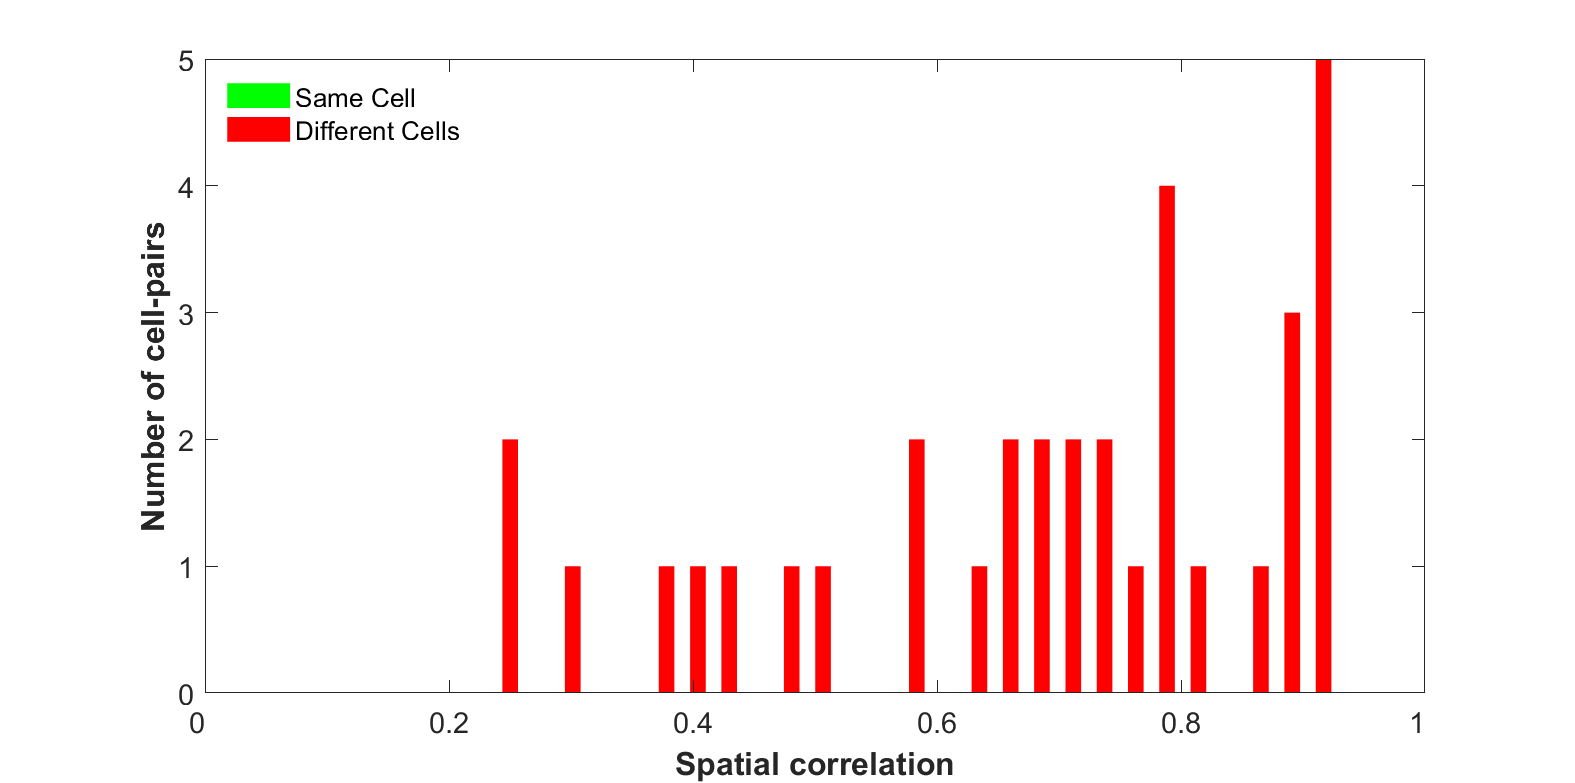 5
Same Cell
Different Cells
4
3
2
1
0
Number of cell-pairs
0 0.2 0.4 0.6 0.8 1
Spatial correlation